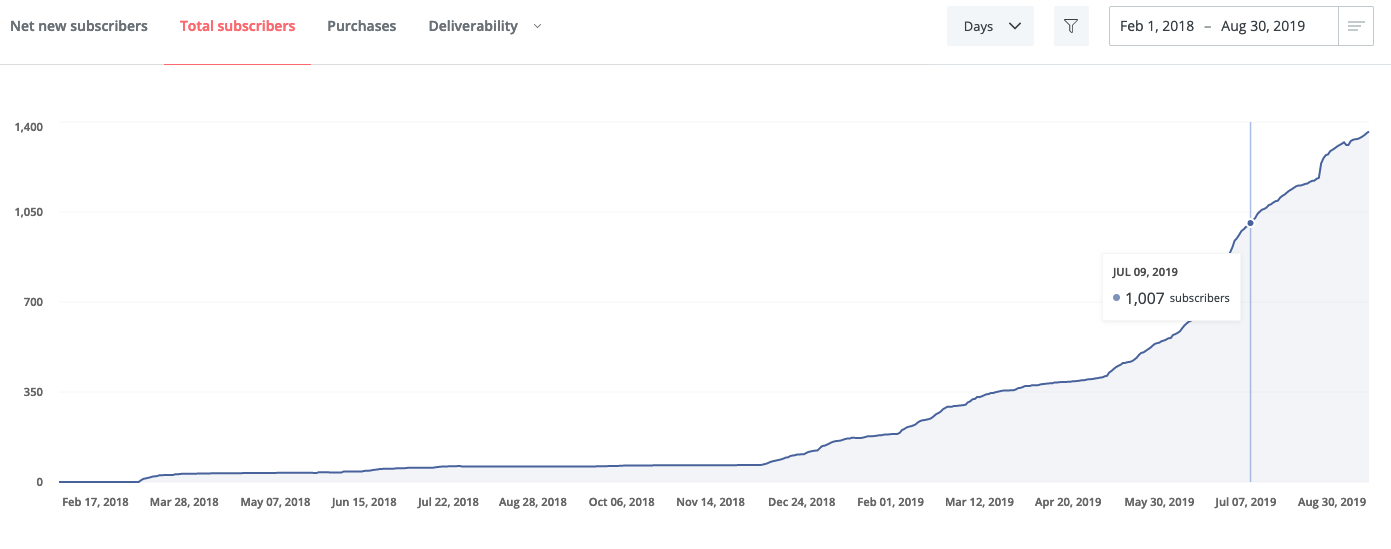 Net new subscribers Total subscribers Purchases Deliverability Days Feb 1, 2018 – Aug 30, 2019
1,400
1,050
JUL 09, 2019
1,007 subscribers
700
350
0
Feb 17, 2018 Mar 28, 2018 May 07, 2018 Jun 15, 2018 Jul 22, 2018 Aug 28, 2018 Oct 06, 2018 Nov 14, 2018 Dec 24, 2018 Feb 01, 2019 Mar 12, 2019 Apr 20, 2019 May 30, 2019 Jul 07, 2019 Aug 30, 2019